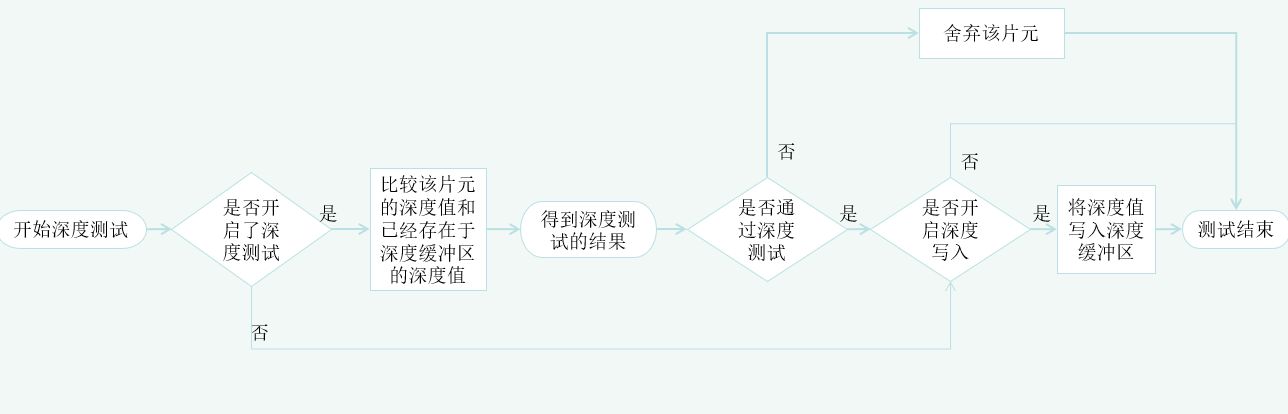 开始深度测试
是否开
启了深
度测试
是
否
比较该片元
的深度值和
已经存在于
深度缓冲区
的深度值
得到深度测
试的结果
是否通
过深度
测试
否
是
舍弃该片元
是否开
启深度
写入
否
是
将深度值
写入深度
缓冲区
测试结束